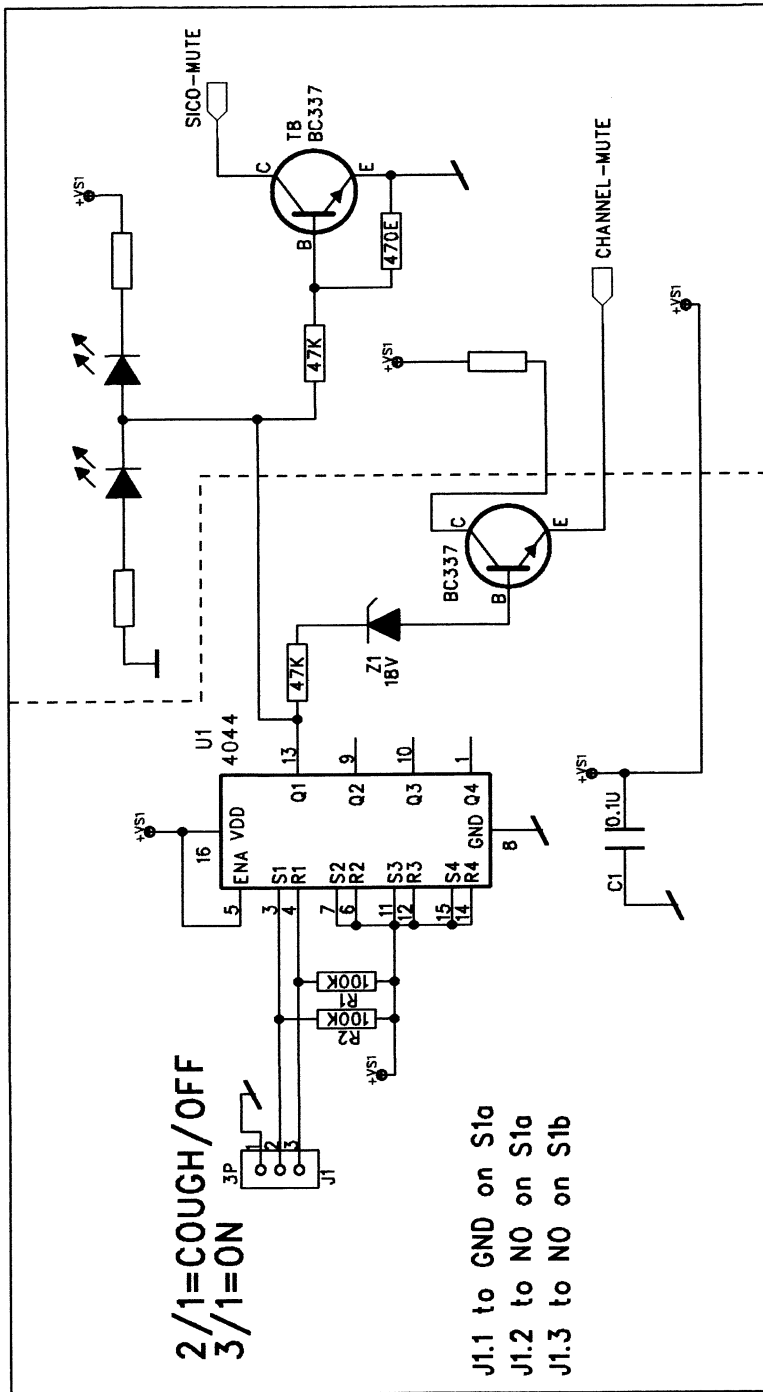 2/1=COUGH/OFF
3/1=ON
3P
1
2
3
J1
J1.1 to GND on S1a
J1.2 to NO on S1a
J1.3 to NO on S1b
+VS1
R2
100K
R1
100K
+VS1
U1
4044
16
VDD
5
ENA
3
S1
4
R1
7
S2
6
R2
11
S3
12
R3
15
S4
14
R4
GND
8
Q1
13
Q2
9
Q3
10
Q4
1
47K
Z1
18V
BC337
B
C
E
+VS1
C1
0.1U
+VS1
+VS1
47K
470E
B
C
E
TB
BC337
SICO-MUTE
+VS1
CHANNEL-MUTE